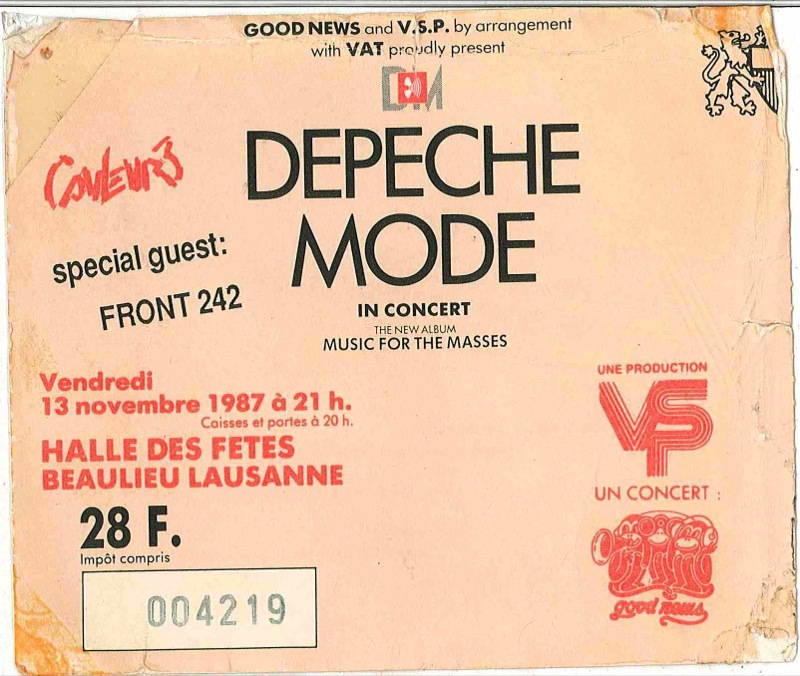 GOOD NEWS and V.S.P. by arrangement
with VAT proudly present
DM
COULEUR3
DEPECHE
MODE
special guest:
FRONT 242
IN CONCERT
THE NEW ALBUM
MUSIC FOR THE MASSES
Vendredi
13 novembre 1987 à 21 h.
Caisses et portes à 20 h.
HALLE DES FETES
BEAULIEU LAUSANNE
28 F.
Impôt compris
004219
UNE PRODUCTION
VSP
UN CONCERT :
good news